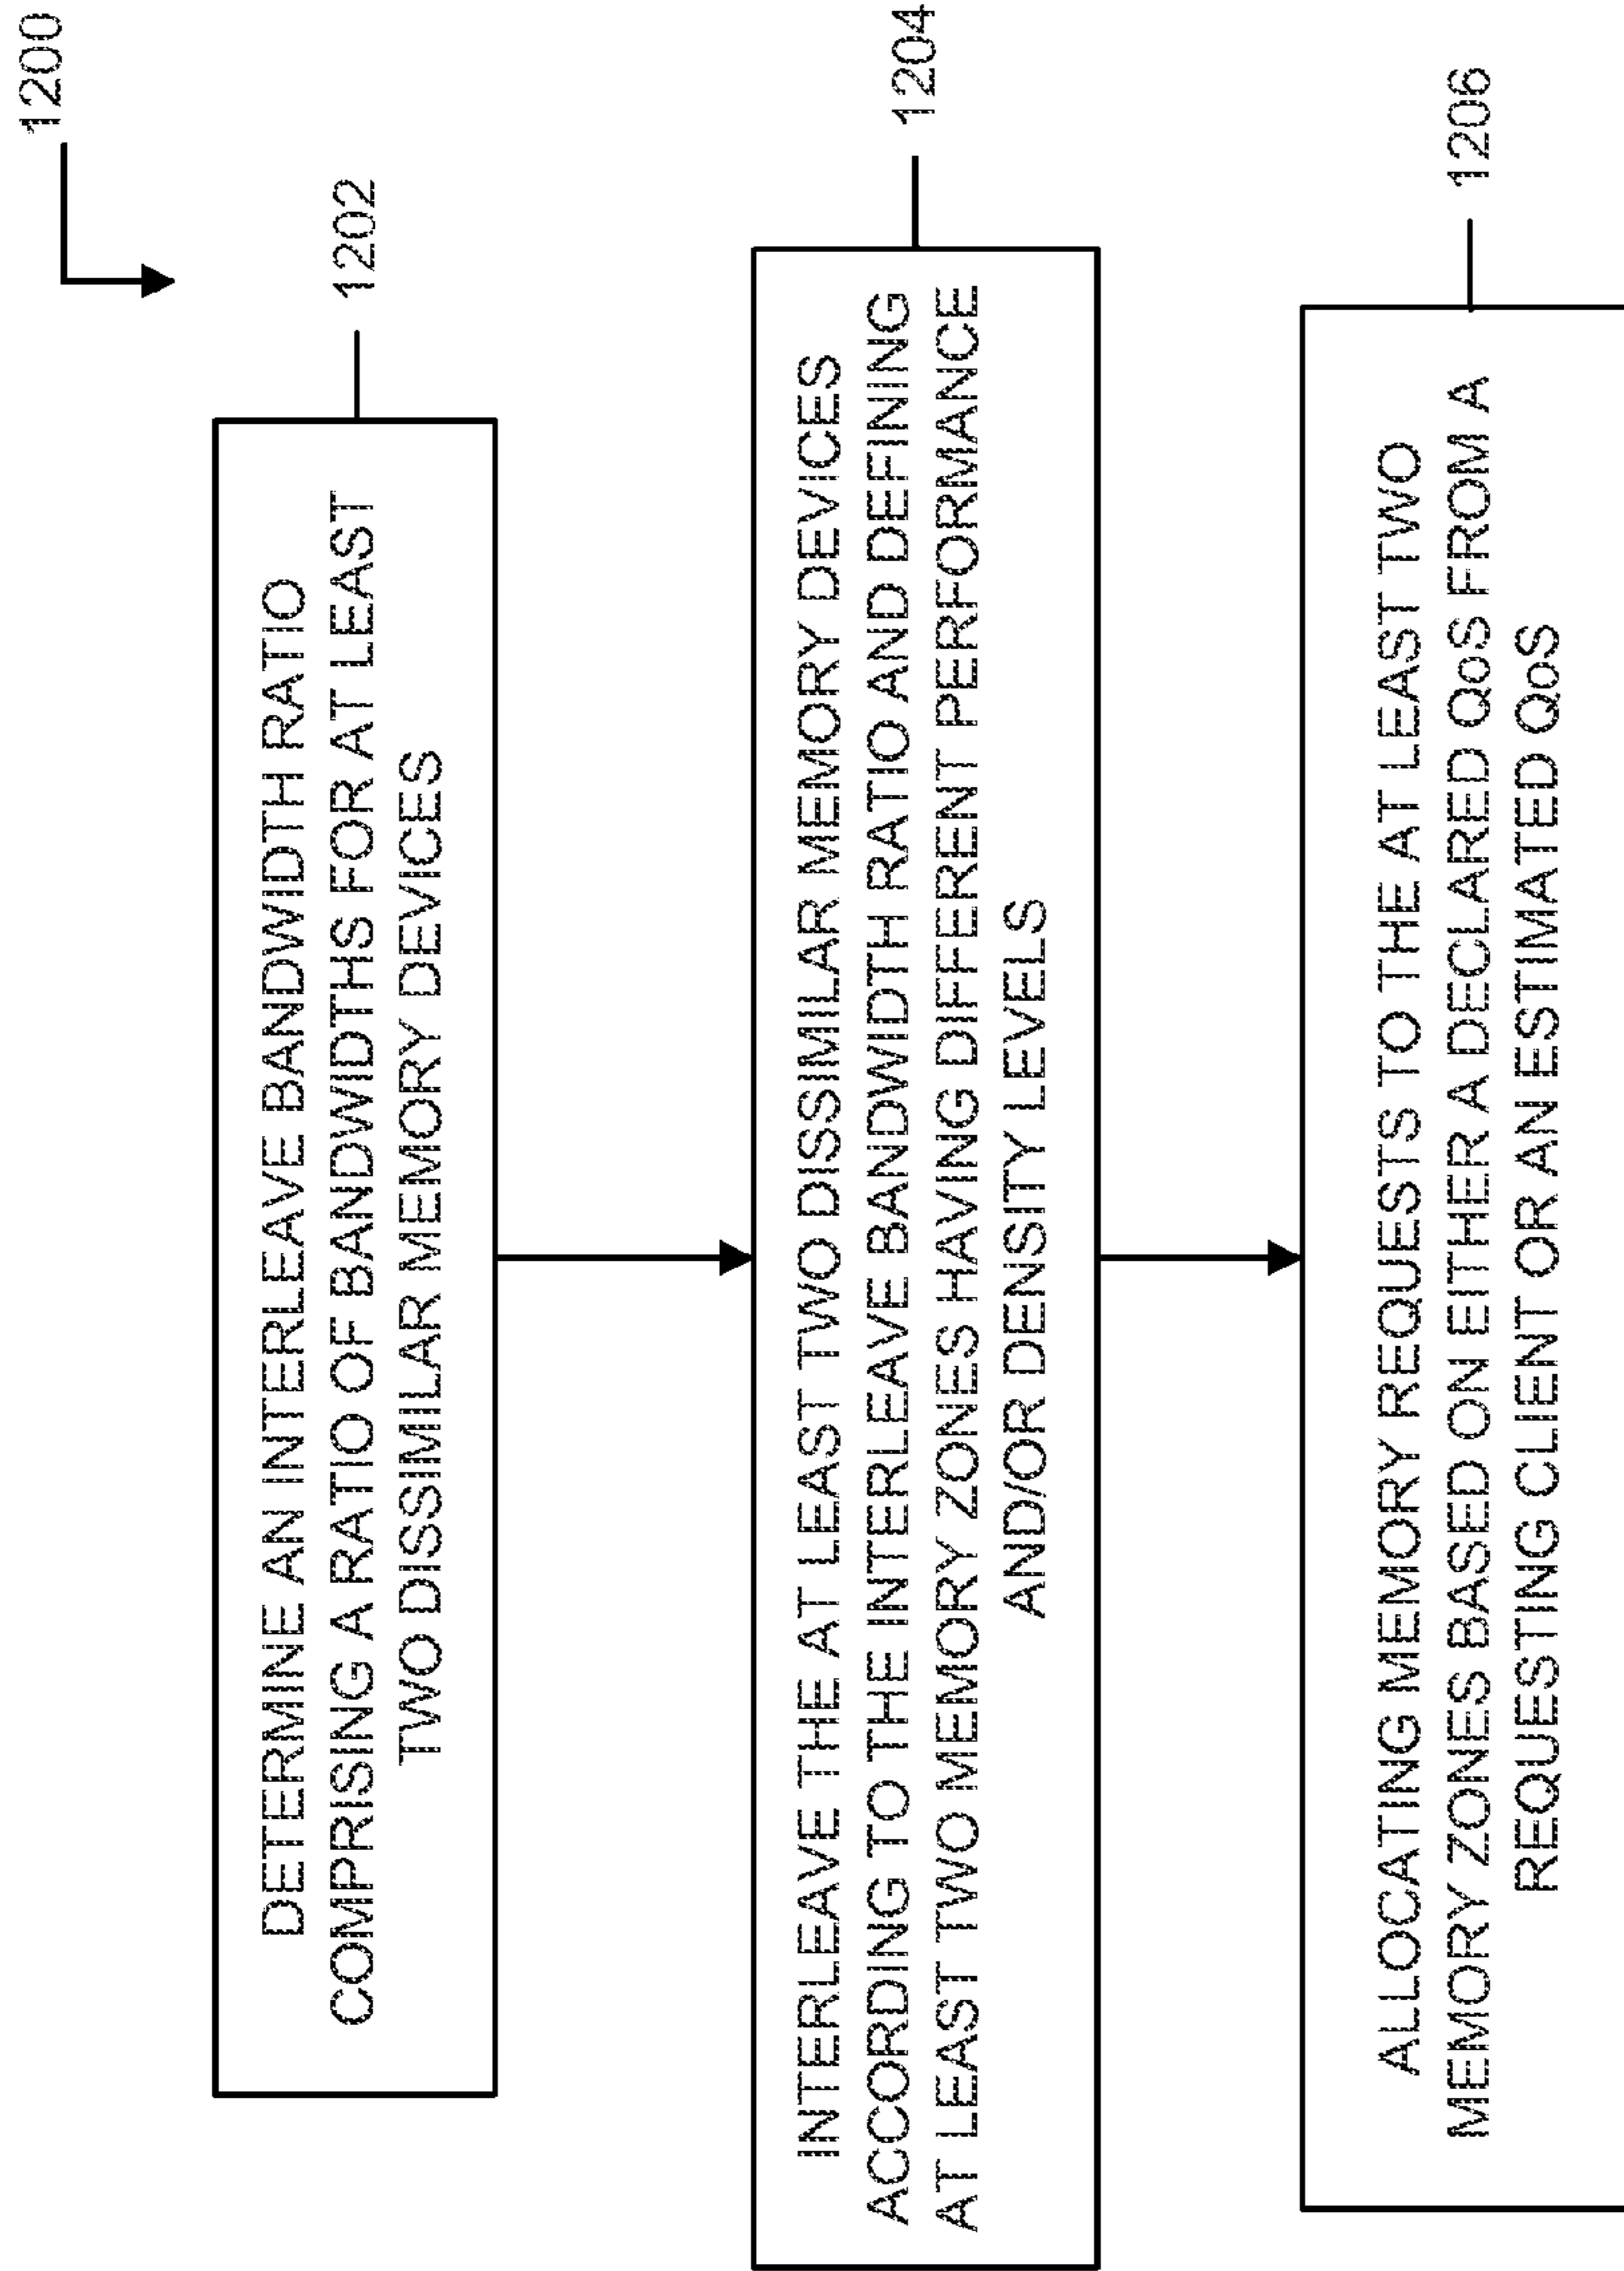 1200
DETERMINE AN INTERLEAVE BANDWIDTH RATIO
COMPRISING A RATIO OF BANDWIDTHS FOR AT LEAST
TWO DISSIMILAR MEMORY DEVICES
1202
INTERLEAVE THE AT LEAST TWO DISSIMILAR MEMORY DEVICES
ACCORDING TO THE INTERLEAVE BANDWIDTH RATIO AND DEFINING
AT LEAST TWO MEMORY ZONES HAVING DIFFERENT PERFORMANCE
AND/OR DENSITY LEVELS
1204
ALLOCATING MEMORY REQUESTS TO THE AT LEAST TWO
MEMORY ZONES BASED ON EITHER A DECLARED QoS FROM A
REQUESTING CLIENT OR AN ESTIMATED QoS
1206